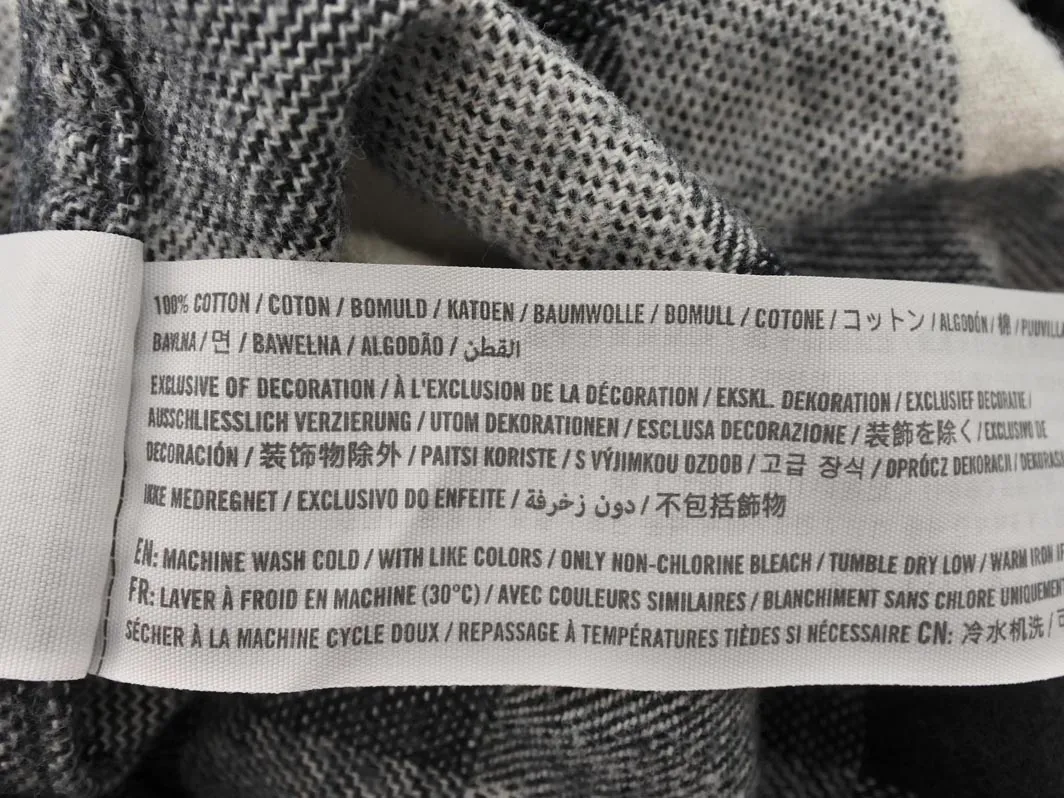 100% COTTON / COTON / BOMULD / KATOEN / BAUMWOLLE / BOMULL / COTONE / コットン / ALGODÓN / 棉 / PUUVILLA
BAVLNA / 면 / BAWEŁNA / ALGODÃO / القطن
EXCLUSIVE OF DECORATION / À L'EXCLUSION DE LA DÉCORATION / EKSKL. DEKORATION / EXCLUSIEF DECORATIE /
AUSSCHLIESSLICH VERZIERUNG / UTOM DEKORATIONEN / ESCLUSA DECORAZIONE / 装飾を除く / EXCLUSIVO DE
DECORACIÓN / 装饰物除外 / PAITSI KORISTE / S VÝJIMKOU OZDOB / 고급 장식 / OPRÓCZ DEKORACJI /
IKKE MEDREGNET / EXCLUSIVO DO ENFEITE / دون زخرفة / 不包括飾物
EN: MACHINE WASH COLD / WITH LIKE COLORS / ONLY NON-CHLORINE BLEACH / TUMBLE DRY LOW / WARM IRON
FR: LAVER À FROID EN MACHINE (30°C) / AVEC COULEURS SIMILAIRES / BLANCHIMENT SANS CHLORE UNIQUEMENT
SÉCHER À LA MACHINE CYCLE DOUX / REPASSAGE À TEMPÉRATURES TIÈDES SI NÉCESSAIRE CN: 冷水机洗 /